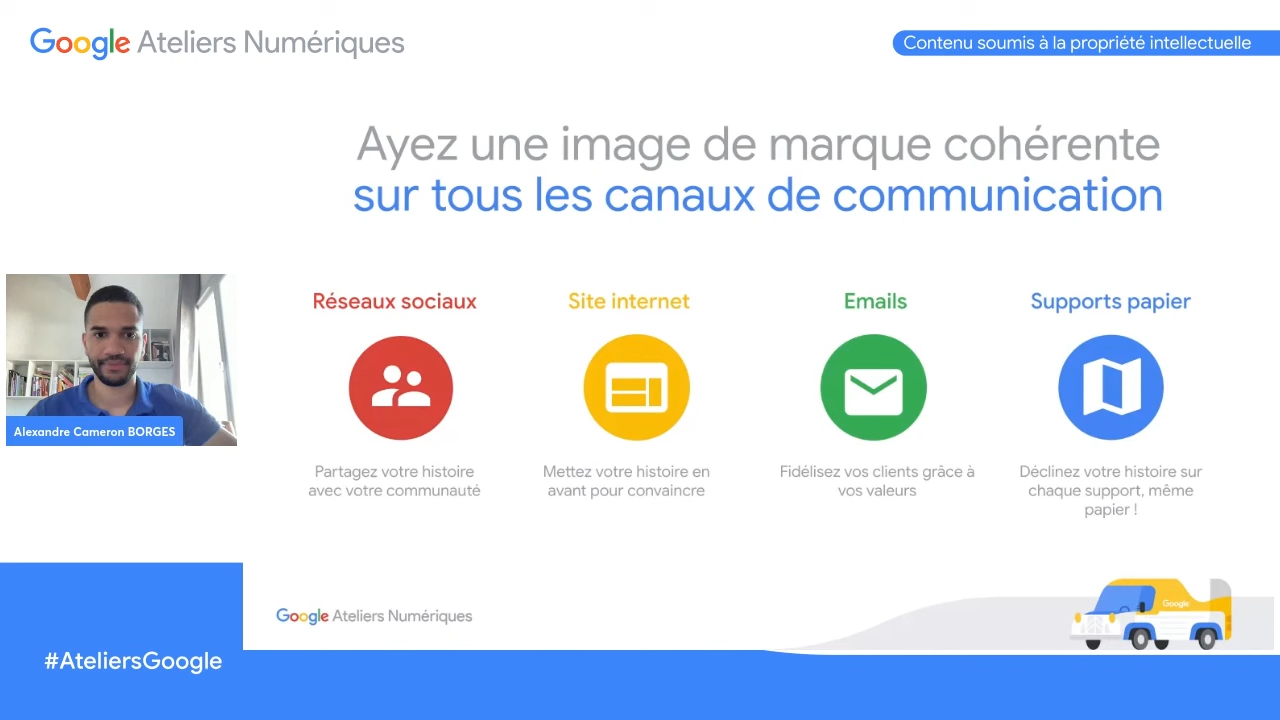 Google Ateliers Numériques
Contenu soumis à la propriété intellectuelle
Ayez une image de marque cohérente
sur tous les canaux de communication
Réseaux sociaux
Partagez votre histoire
avec votre communauté
Site internet
Mettez votre histoire en
avant pour convaincre
Emails
Fidélisez vos clients grâce à
vos valeurs
Supports papier
Déclinez votre histoire sur
chaque support, même
papier !
Alexandre Cameron BORGES
Google Ateliers Numériques
Google
#AteliersGoogle